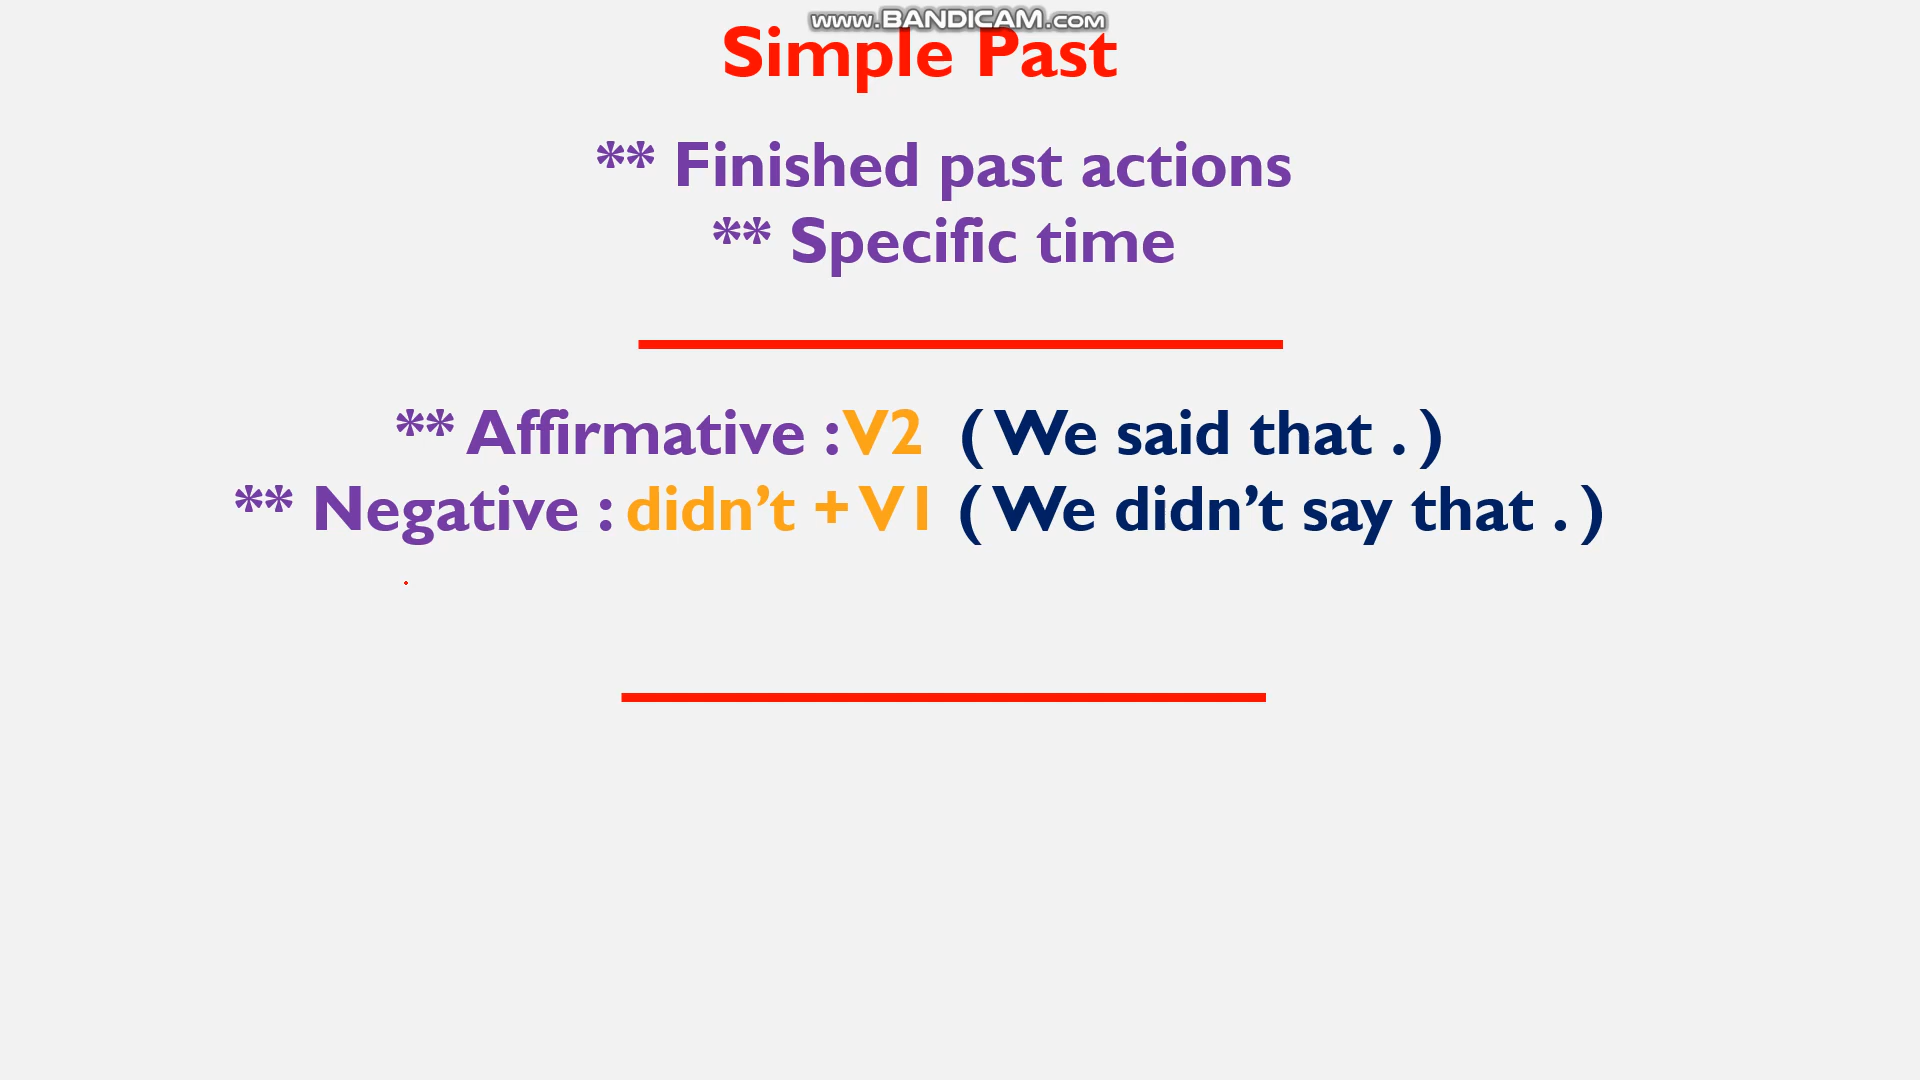 www.BANDICAM.com
Simple Past
** Finished past actions
** Specific time
** Affirmative : V2 ( We said that . )
** Negative : didn’t + V1 ( We didn’t say that . )